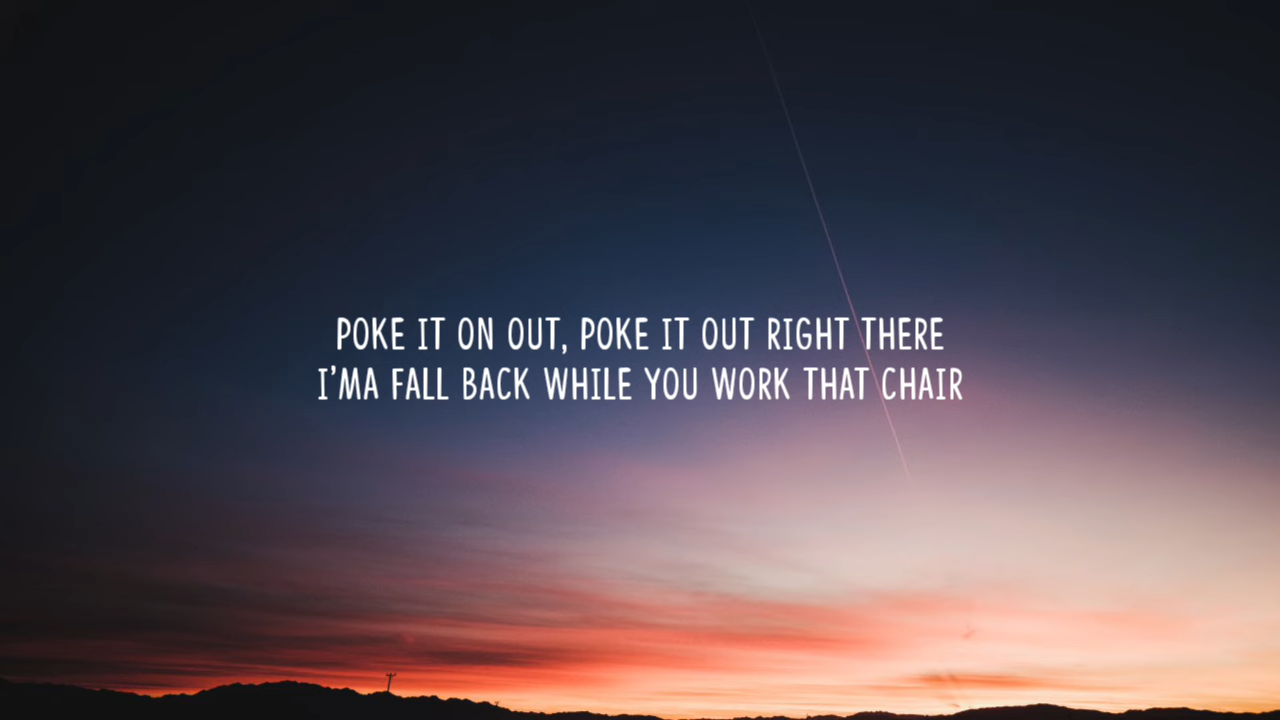 POKE IT ON OUT, POKE IT OUT RIGHT THERE
I'MA FALL BACK WHILE YOU WORK THAT CHAIR